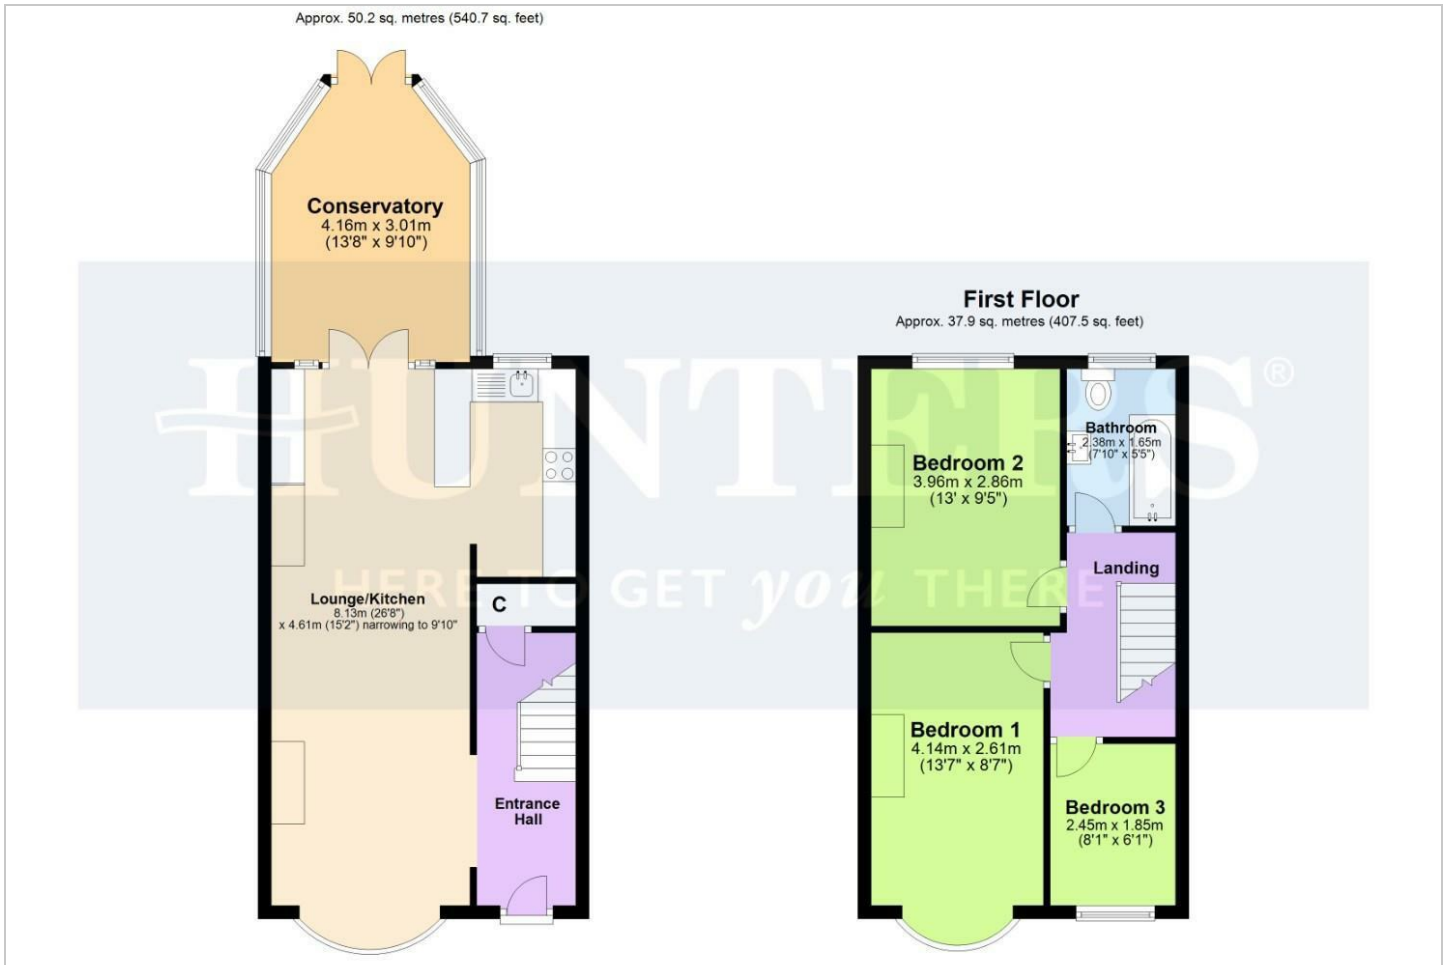 Approx. 50.2 sq. metres (540.7 sq. feet)
Conservatory
4.16m x 3.01m
(13'8" x 9'10")
First Floor
Approx. 37.9 sq. metres (407.5 sq. feet)
HUNTERS®
HERE TO GET you THERE
Lounge/Kitchen
8.13m (26'8")
x 4.61m (15'2") narrowing to 9'10"
C
Entrance
Hall
Bedroom 2
3.96m x 2.86m
(13' x 9'5")
Bathroom
2.38m x 1.65m
(7'10" x 5'5")
Landing
Bedroom 1
4.14m x 2.61m
(13'7" x 8'7")
Bedroom 3
2.45m x 1.85m
(8'1" x 6'1")